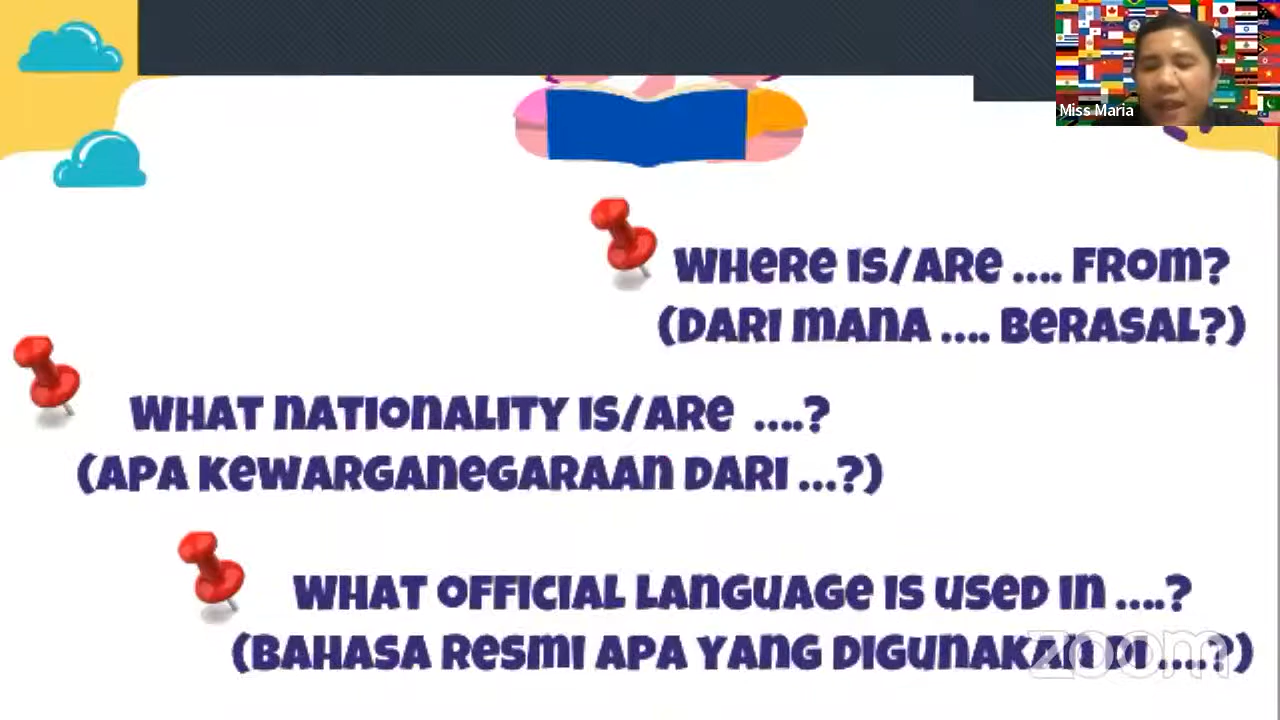 Miss Maria
WHERE IS/ARE .... FROM?
(DARI MANA .... BERASAL?)
WHAT NATIONALITY IS/ARE ....?
(APA KEWARGANEGARAAN DARI ...?)
WHAT OFFICIAL LANGUAGE IS USED IN ....?
(BAHASA RESMI APA YANG DIGUNAKAN DI ....?)
zoom